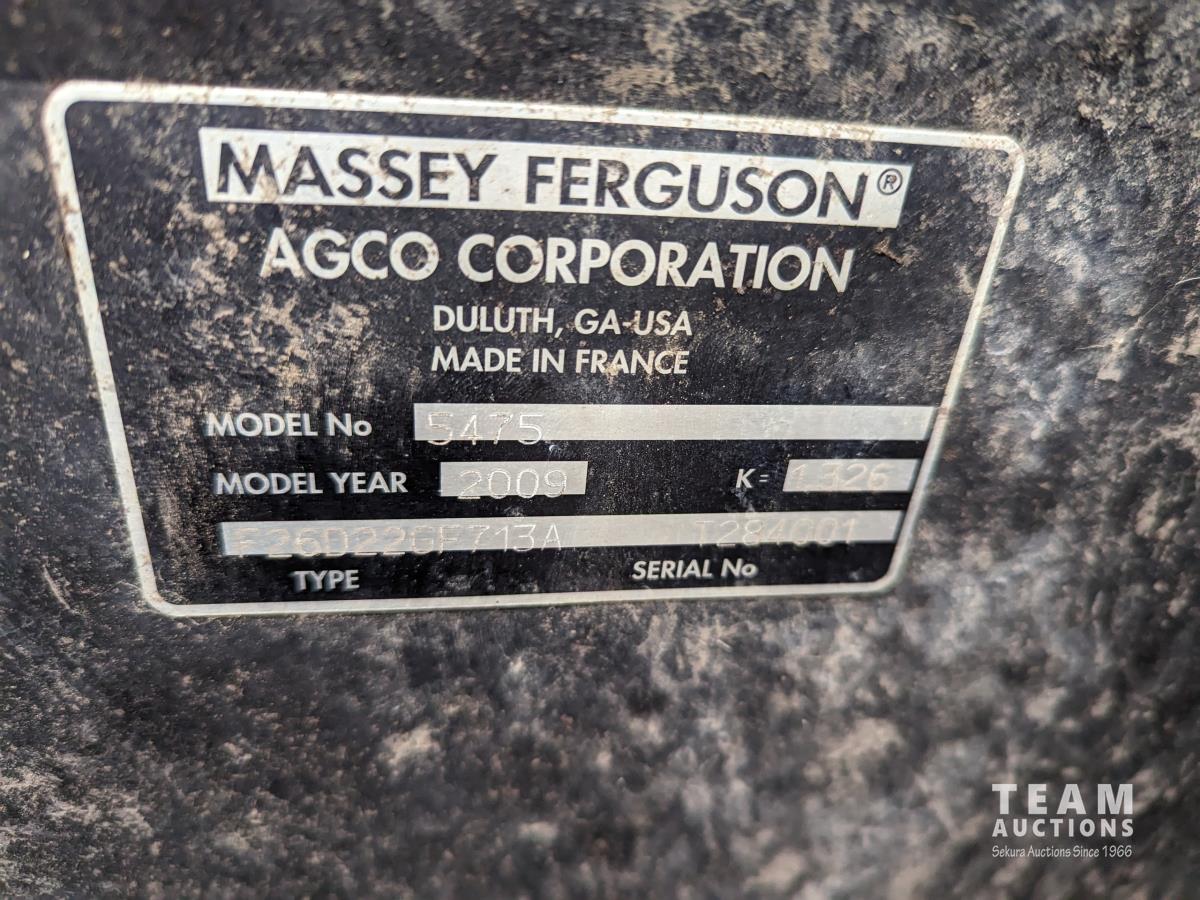 MASSEY FERGUSON®
AGCO CORPORATION
DULUTH, GA-USA
MADE IN FRANCE
MODEL No 5475
MODEL YEAR 2009 K= 1.326
T284001
TYPE SERIAL No
TEAM
AUCTIONS
Sekura Auctions Since 1966